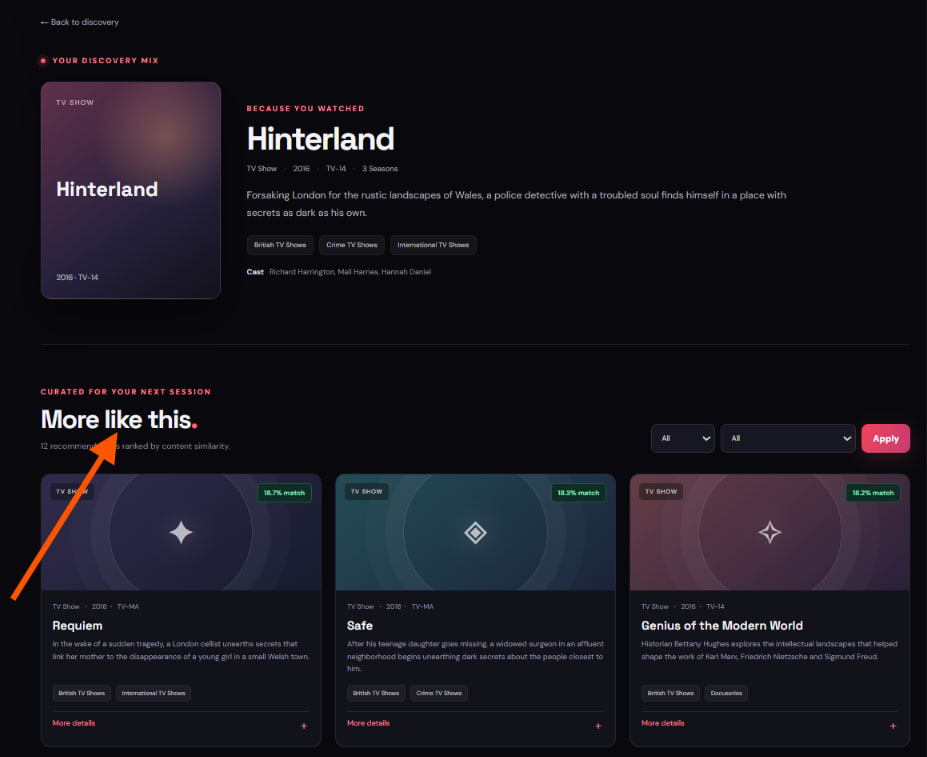 ← Back to discovery
YOUR DISCOVERY MIX
TV SHOW
Hinterland
2016 · TV-14
BECAUSE YOU WATCHED
Hinterland
TV Show · 2016 · TV-14 · 3 Seasons
Forsaking London for the rustic landscapes of Wales, a police detective with a troubled soul finds himself in a place with
secrets as dark as his own.
British TV Shows Crime TV Shows International TV Shows
Cast Richard Harrington, Mali Harries, Hannah Daniel
CURATED FOR YOUR NEXT SESSION
More like this.
12 ranked by content similarity.
All All Apply
TV SHOW 18.7% match
TV Show · 2018 · TV-MA
Requiem
In the wake of a sudden tragedy, a London cellist unearths secrets that
link her mother to the disappearance of a young girl in a small Welsh town.
British TV Shows International TV Shows
More details +
TV SHOW 18.3% match
TV Show · 2018 · TV-MA
Safe
After his teenage daughter goes missing, a widowed surgeon in an affluent
neighborhood begins unearthing dark secrets about the people closest to
him.
British TV Shows Crime TV Shows
More details +
TV SHOW 18.2% match
TV Show · 2016 · TV-14
Genius of the Modern World
Historian Bettany Hughes explores the intellectual landscapes that helped
shape the work of Karl Marx, Friedrich Nietzsche and Sigmund Freud.
British TV Shows Docuseries
More details +